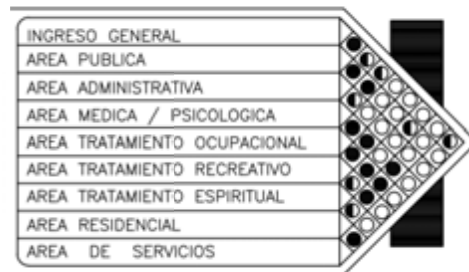 INGRESO GENERAL
AREA PUBLICA
AREA ADMINISTRATIVA
AREA MEDICA / PSICOLOGICA
AREA TRATAMIENTO OCUPACIONAL
AREA TRATAMIENTO RECREATIVO
AREA TRATAMIENTO ESPIRITUAL
AREA RESIDENCIAL
AREA DE SERVICIOS